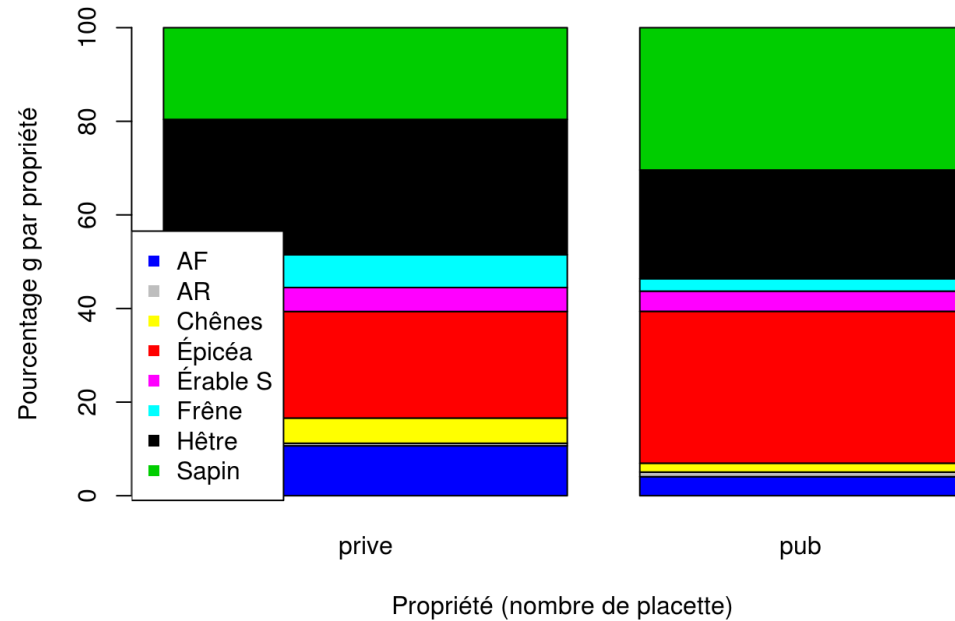 100
80
60
40
20
0
Pourcentage g par propriété
AF
AR
Chênes
Épicéa
Érable S
Frêne
Hêtre
Sapin
prive
pub
Propriété (nombre de placette)